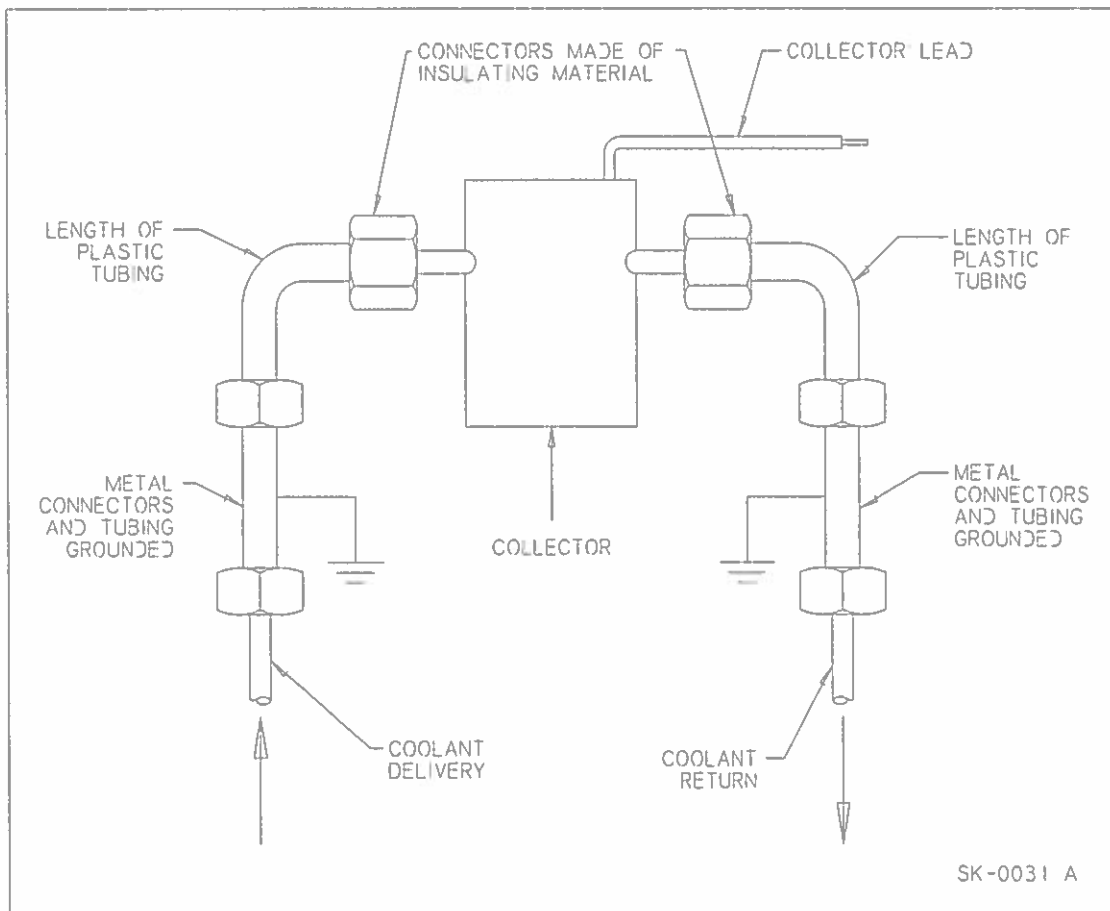 CONNECTORS MADE OF
INSULATING MATERIAL
COLLECTOR LEAD
LENGTH OF
PLASTIC
TUBING
LENGTH OF
PLASTIC
TUBING
METAL
CONNECTORS
AND TUBING
GROUNDED
COLLECTOR
METAL
CONNECTORS
AND TUBING
GROUNDED
COOLANT
DELIVERY
COOLANT
RETURN
SK-0031 A